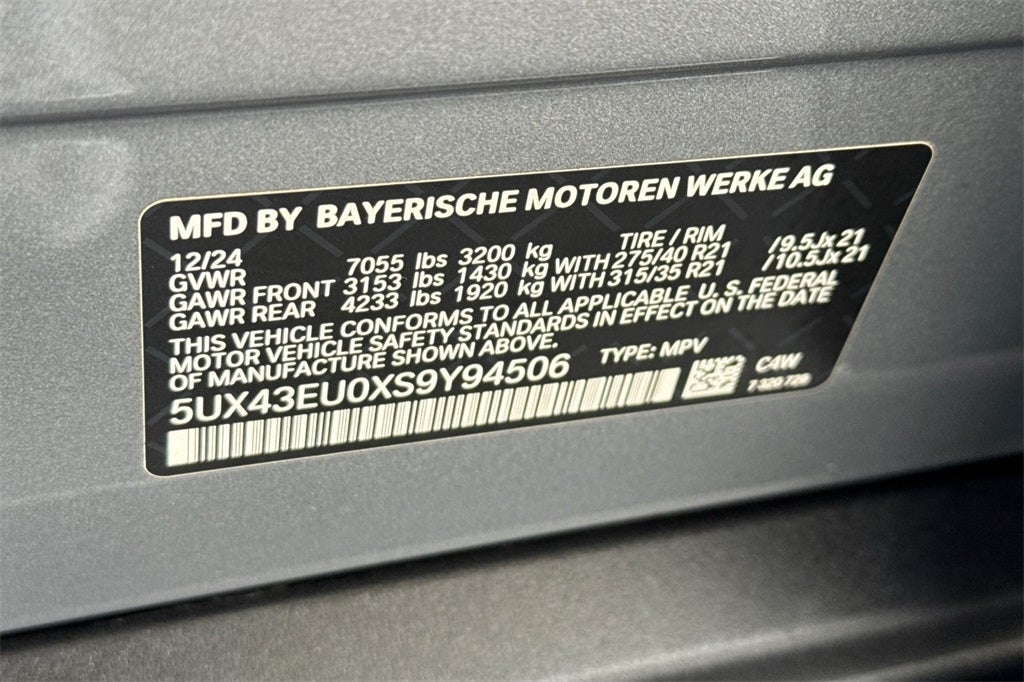 MFD BY BAYERISCHE MOTOREN WERKE AG
12/24 TIRE / RIM
GVWR 7055 lbs 3200 kg
GAWR FRONT 3153 lbs 1430 kg WITH 275/40 R21 /9.5Jx21
GAWR REAR 4233 lbs 1920 kg WITH 315/35 R21 /10.5Jx21
THIS VEHICLE CONFORMS TO ALL APPLICABLE U.S. FEDERAL
MOTOR VEHICLE SAFETY STANDARDS IN EFFECT ON THE DATE
OF MANUFACTURE SHOWN ABOVE.
5UX43EU0XS9Y94506 TYPE: MPV
C4W
7 320 726